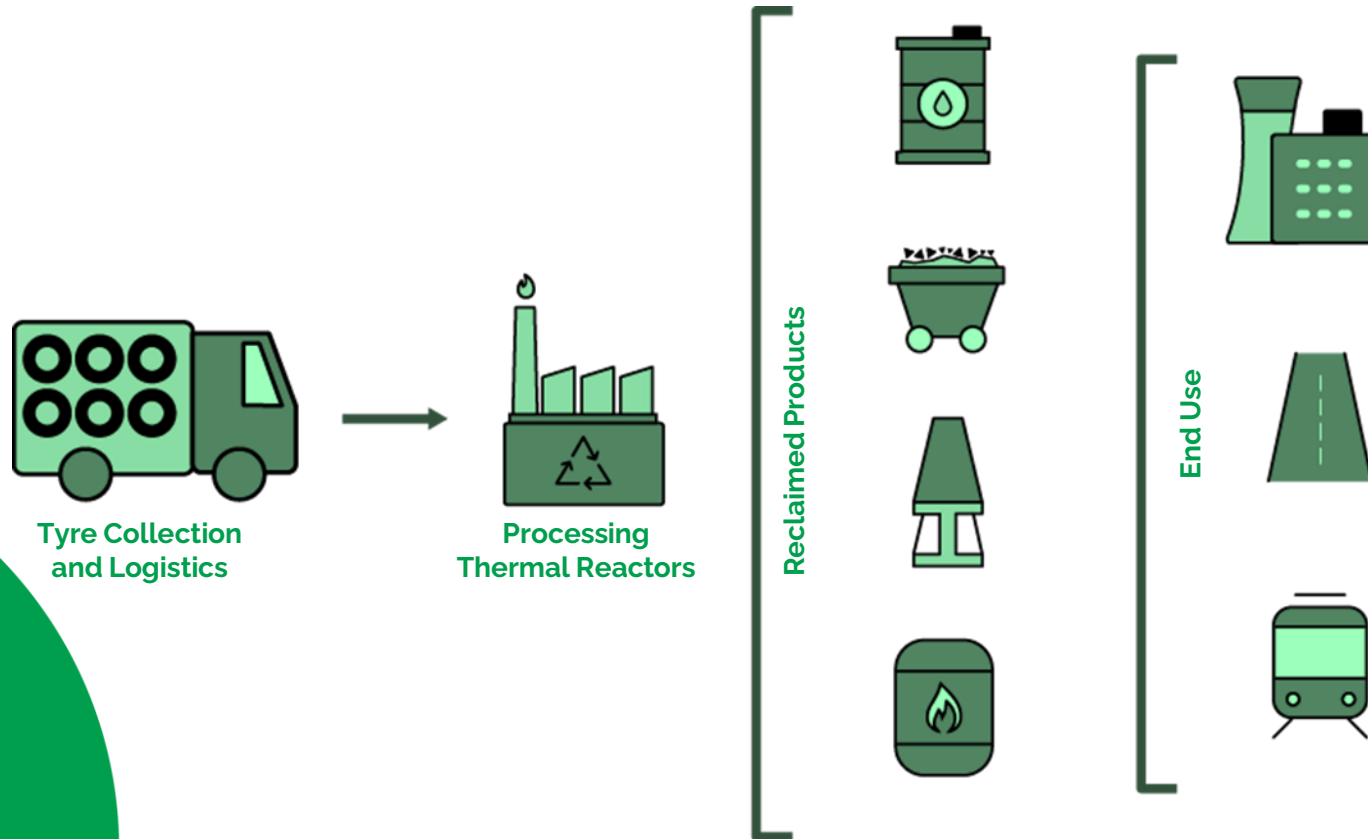 Tyre Collection
and Logistics
Processing
Thermal Reactors
Reclaimed Products
End Use